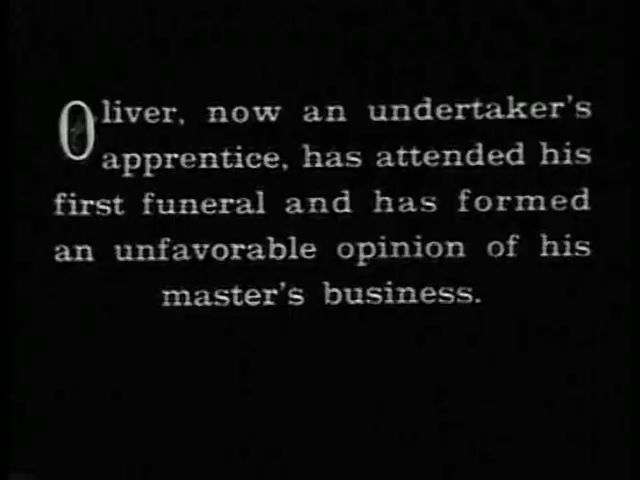 Oliver, now an undertaker's
apprentice, has attended his
first funeral and has formed
an unfavorable opinion of his
master's business.